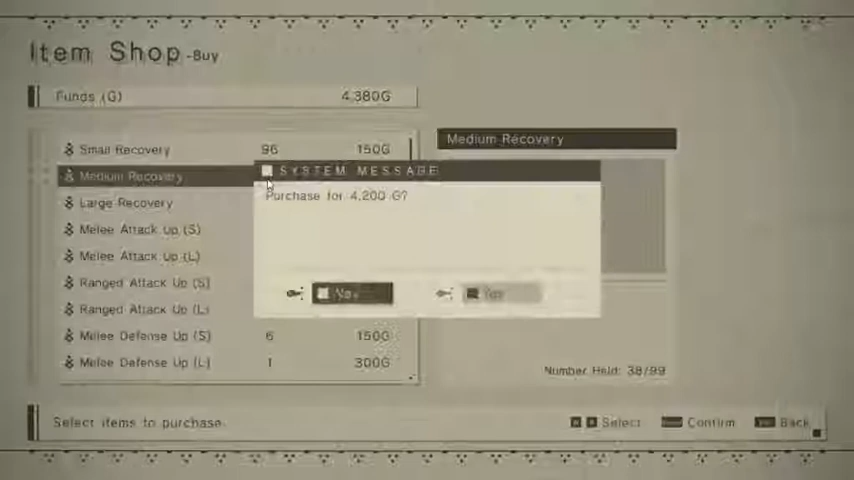 Item Shop -Buy
Funds (G) 4,380G
Small Recovery 96 150G
Medium Recovery
Large Recovery
Melee Attack Up (S)
Melee Attack Up (L)
Ranged Attack Up (S)
Ranged Attack Up (L)
Melee Defense Up (S) 6 150G
Melee Defense Up (L) 1 300G
Medium Recovery
SYSTEM MESSAGE
Purchase for 4,200 G?
Yes
Number Held: 38/99
Select items to purchase.
Select
Confirm
Back